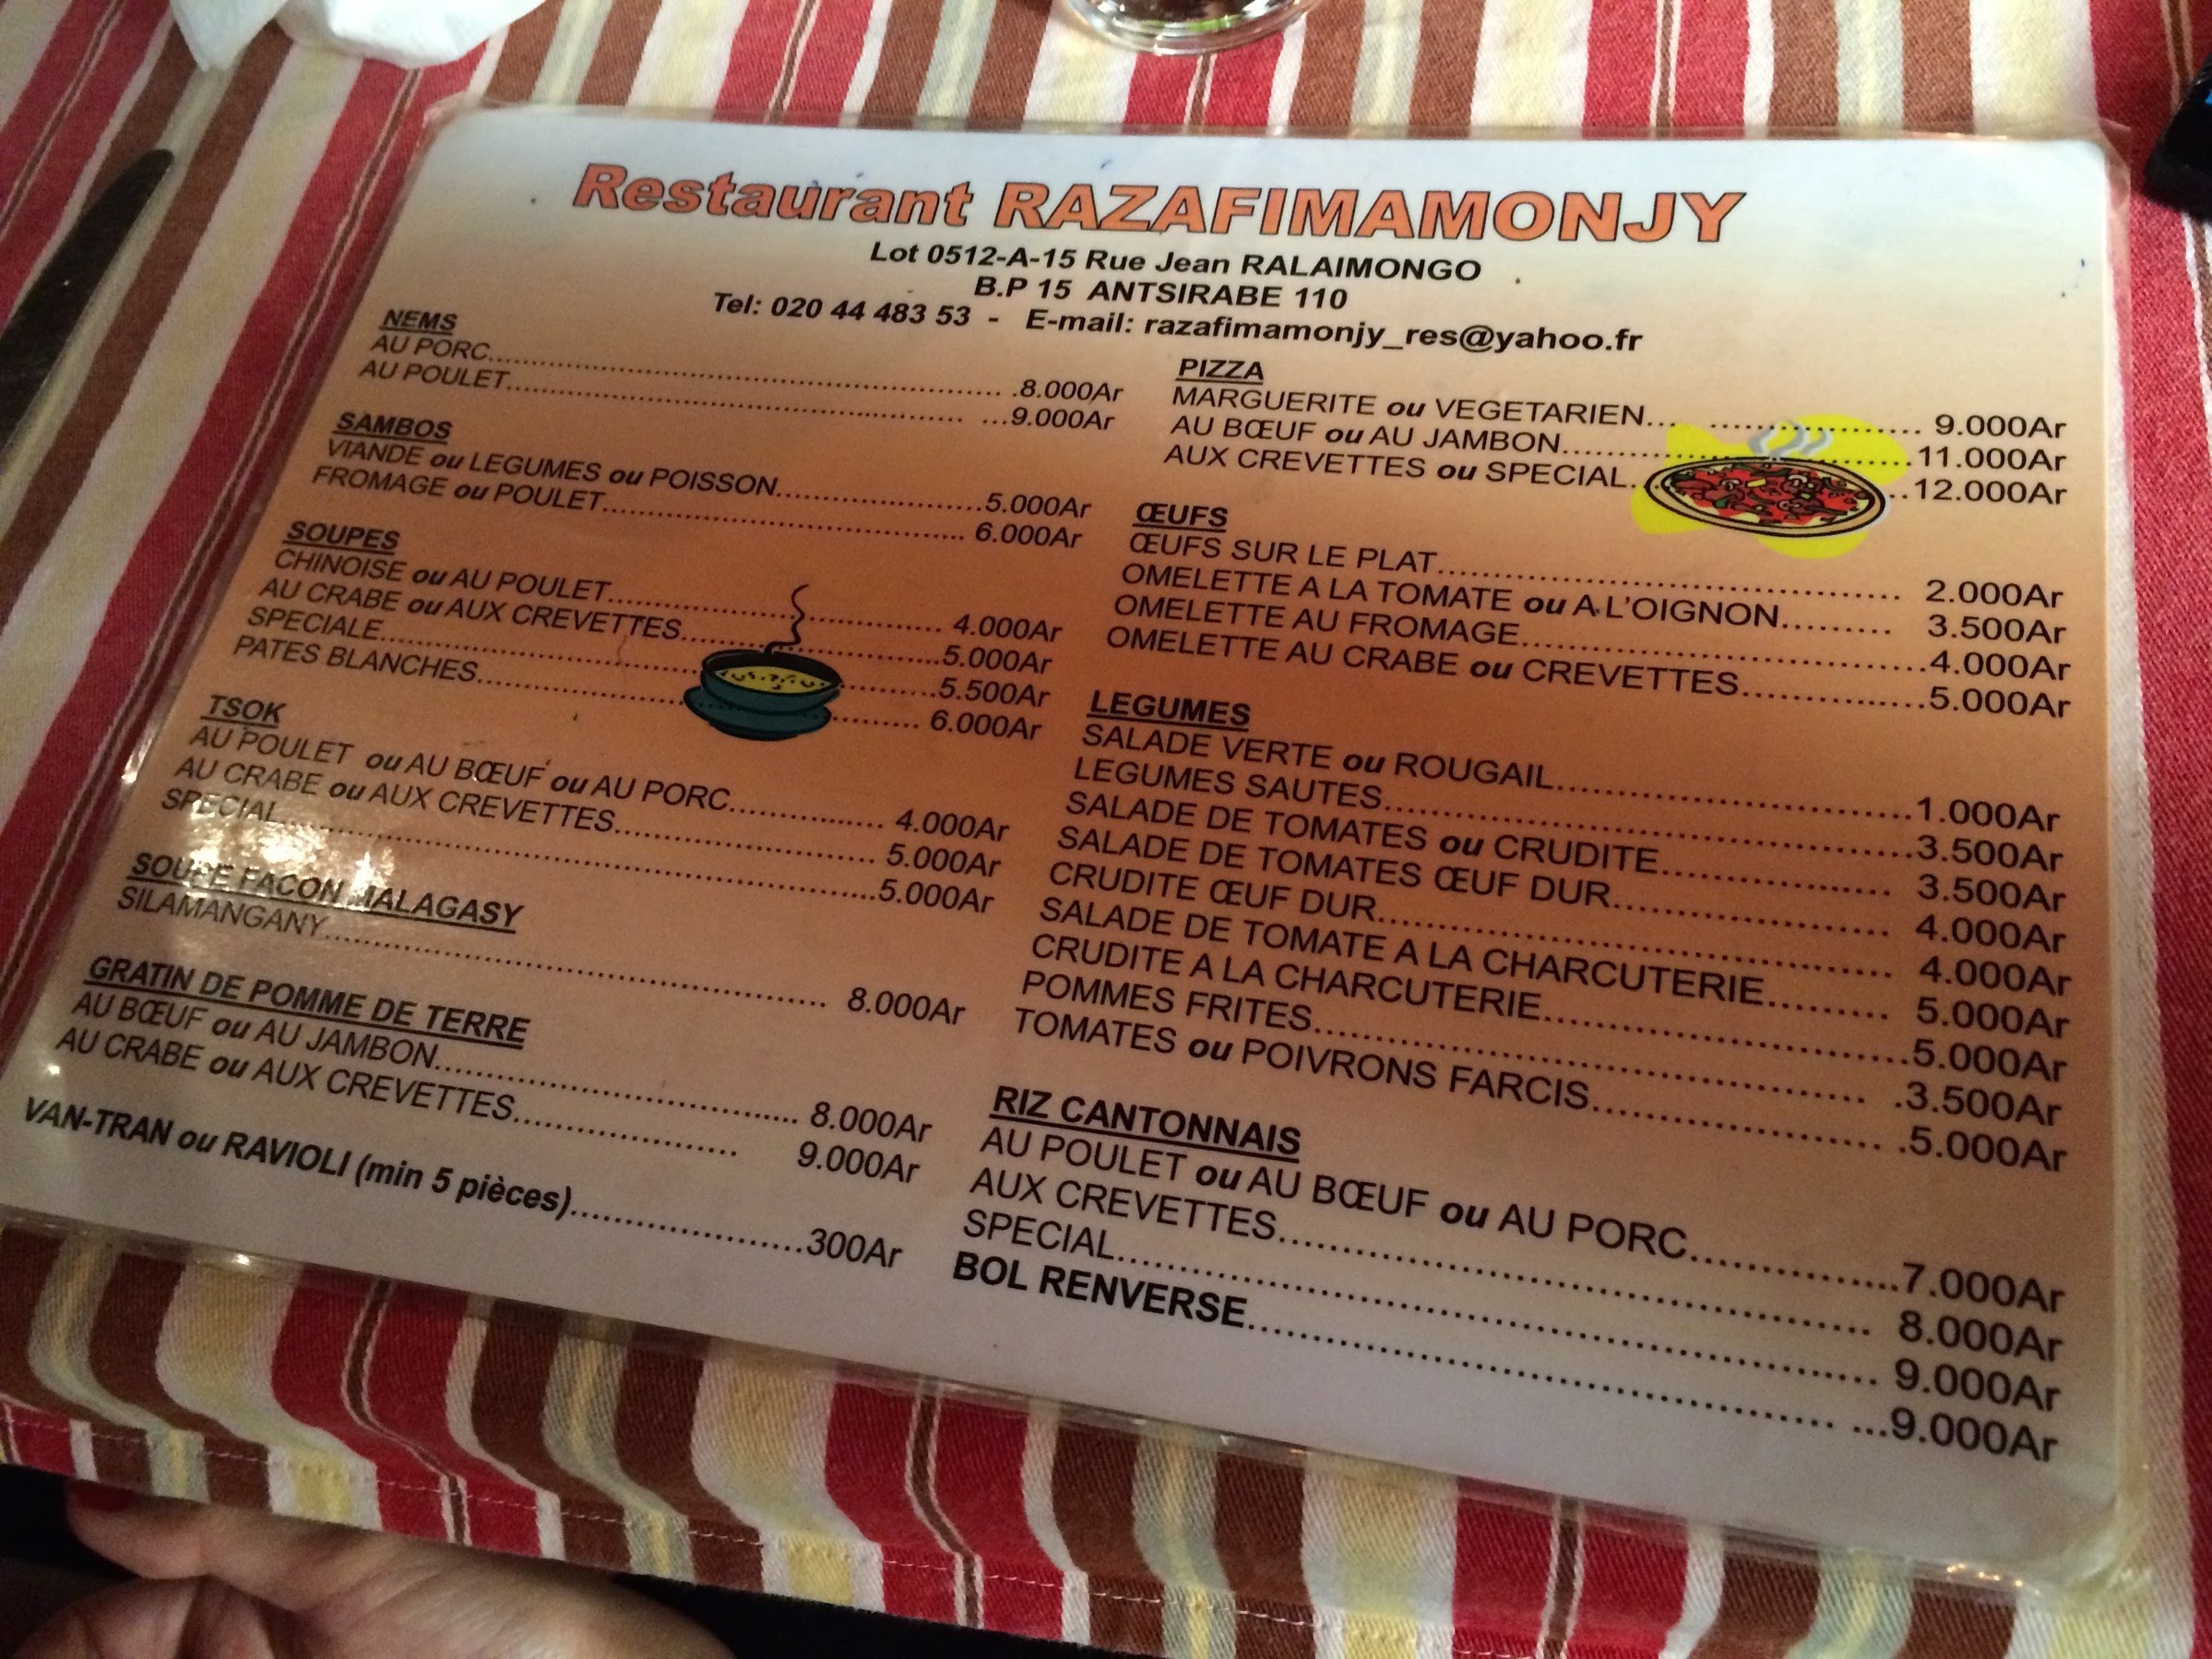 Restaurant RAZAFIMAMONJY
Lot 0512-A-15 Rue Jean RALAIMONGO
B.P 15 ANTSIRABE 110
Tel: 020 44 483 53 - E-mail: razafimamonjy_res@yahoo.fr
NEMS
AU PORC 8.000Ar
AU POULET 9.000Ar
SAMBOS
VIANDE ou LEGUMES ou POISSON 5.000Ar
FROMAGE ou POULET 6.000Ar
SOUPES
CHINOISE ou AU POULET 4.000Ar
AU CRABE ou AUX CREVETTES 5.000Ar
SPECIALE 5.500Ar
PATES BLANCHES 6.000Ar
TSOK
AU POULET ou AU BŒUF ou AU PORC 4.000Ar
AU CRABE ou AUX CREVETTES 5.000Ar
SPECIAL 5.000Ar
SOUPE FACON MALAGASY
SILAMANGANY 8.000Ar
GRATIN DE POMME DE TERRE
AU BŒUF ou AU JAMBON 8.000Ar
AU CRABE ou AUX CREVETTES 9.000Ar
VAN-TRAN ou RAVIOLI (min 5 pièces) 300Ar
PIZZA
MARGUERITE ou VEGETARIEN 9.000Ar
AU BŒUF ou AU JAMBON 11.000Ar
AUX CREVETTES ou SPECIAL 12.000Ar
ŒUFS
ŒUFS SUR LE PLAT 2.000Ar
OMELETTE A LA TOMATE ou A L'OIGNON 3.500Ar
OMELETTE AU FROMAGE 4.000Ar
OMELETTE AU CRABE ou CREVETTES 5.000Ar
LEGUMES
SALADE VERTE ou ROUGAIL 1.000Ar
LEGUMES SAUTES 3.500Ar
SALADE DE TOMATES ou CRUDITE 3.500Ar
SALADE DE TOMATES ŒUF DUR 4.000Ar
CRUDITE ŒUF DUR 4.000Ar
SALADE DE TOMATE A LA CHARCUTERIE 5.000Ar
CRUDITE A LA CHARCUTERIE 5.000Ar
POMMES FRITES 3.500Ar
TOMATES ou POIVRONS FARCIS 5.000Ar
RIZ CANTONNAIS
AU POULET ou AU BŒUF ou AU PORC 7.000Ar
AUX CREVETTES 8.000Ar
SPECIAL 9.000Ar
BOL RENVERSE 9.000Ar